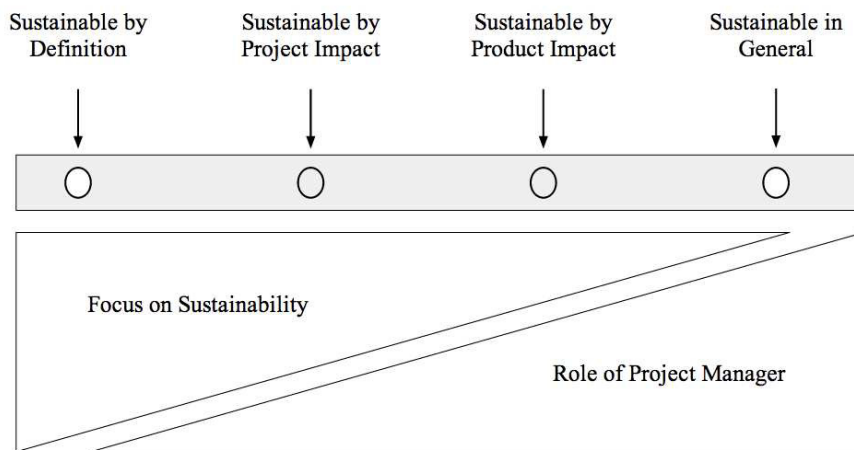 Sustainable by
Definition
Sustainable by
Project Impact
Sustainable by
Product Impact
Sustainable in
General
Focus on Sustainability
Role of Project Manager